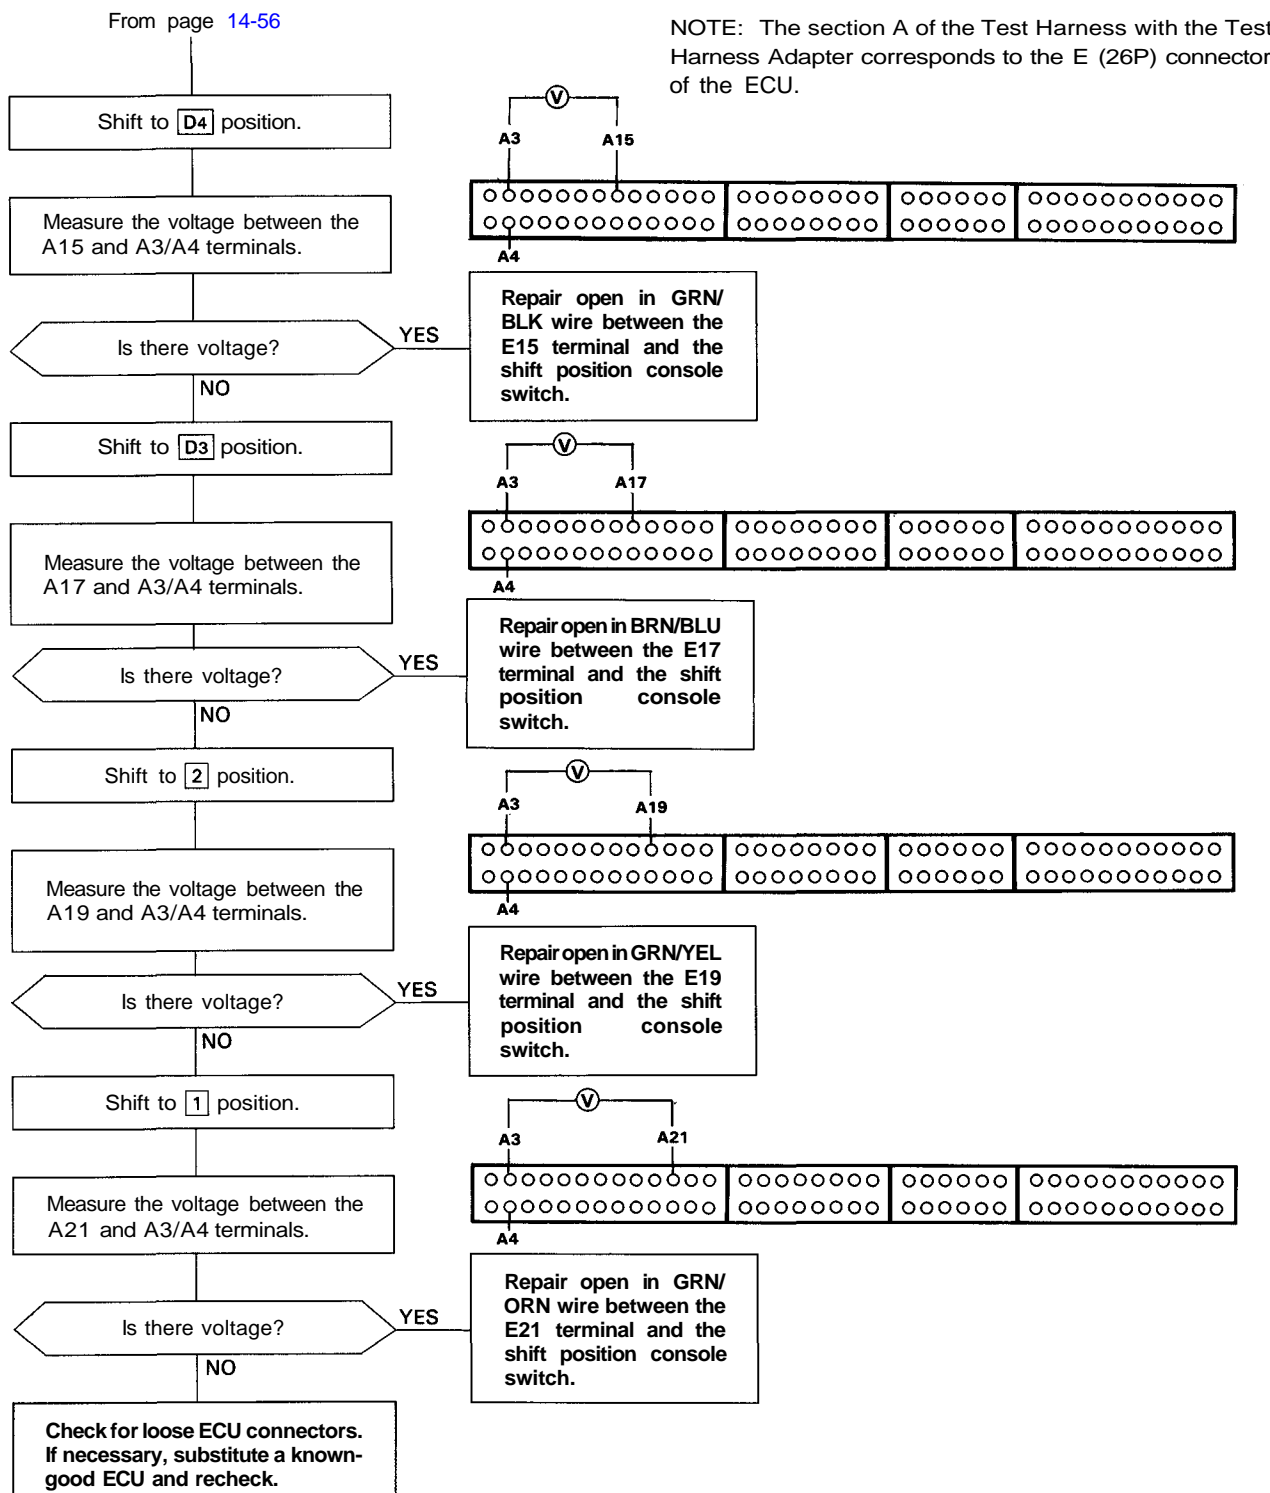 From page 14-56
NOTE: The section A of the Test Harness with the Test
Harness Adapter corresponds to the E (26P) connector
of the ECU.
Shift to D4 position.
V
A3
A15
A4
Measure the voltage between the
A15 and A3/A4 terminals.
Is there voltage?
YES
NO
Repair open in GRN/
BLK wire between the
E15 terminal and the
shift position console
switch.
Shift to D3 position.
V
A3
A17
A4
Measure the voltage between the
A17 and A3/A4 terminals.
Is there voltage?
YES
NO
Repair open in BRN/BLU
wire between the E17
terminal and the shift
position console
switch.
Shift to 2 position.
V
A3
A19
A4
Measure the voltage between the
A19 and A3/A4 terminals.
Is there voltage?
YES
NO
Repair open in GRN/YEL
wire between the E19
terminal and the shift
position console
switch.
Shift to 1 position.
V
A3
A21
A4
Measure the voltage between the
A21 and A3/A4 terminals.
Is there voltage?
YES
NO
Repair open in GRN/
ORN wire between the
E21 terminal and the
shift position console
switch.
Check for loose ECU connectors.
If necessary, substitute a known-
good ECU and recheck.